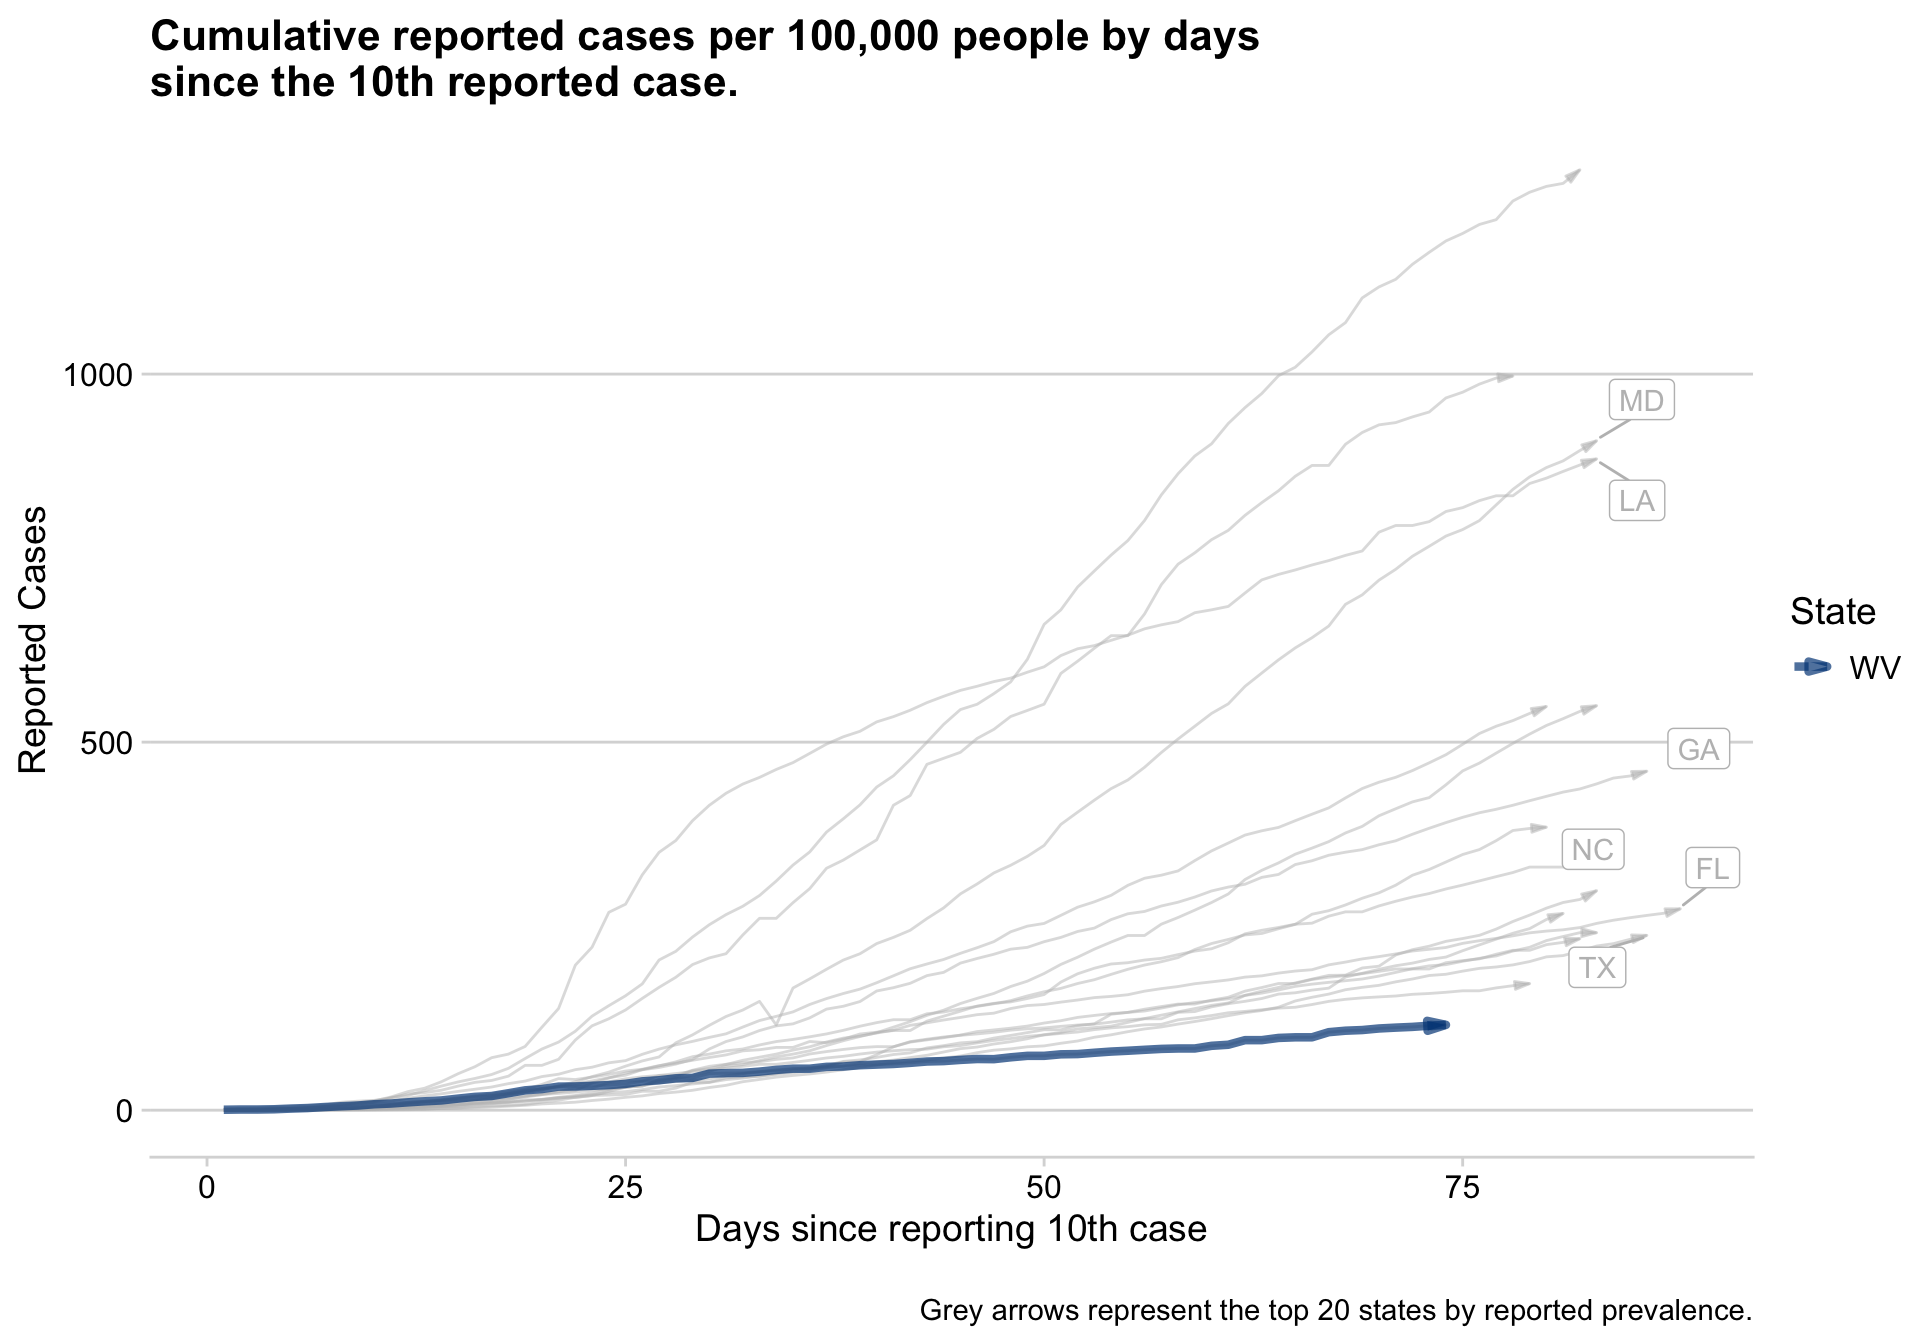 Cumulative reported cases per 100,000 people by days
since the 10th reported case.
Reported Cases
1000
500
0
MD
LA
GA
NC
FL
TX
State
WV
0
25
50
75
Days since reporting 10th case
Grey arrows represent the top 20 states by reported prevalence.